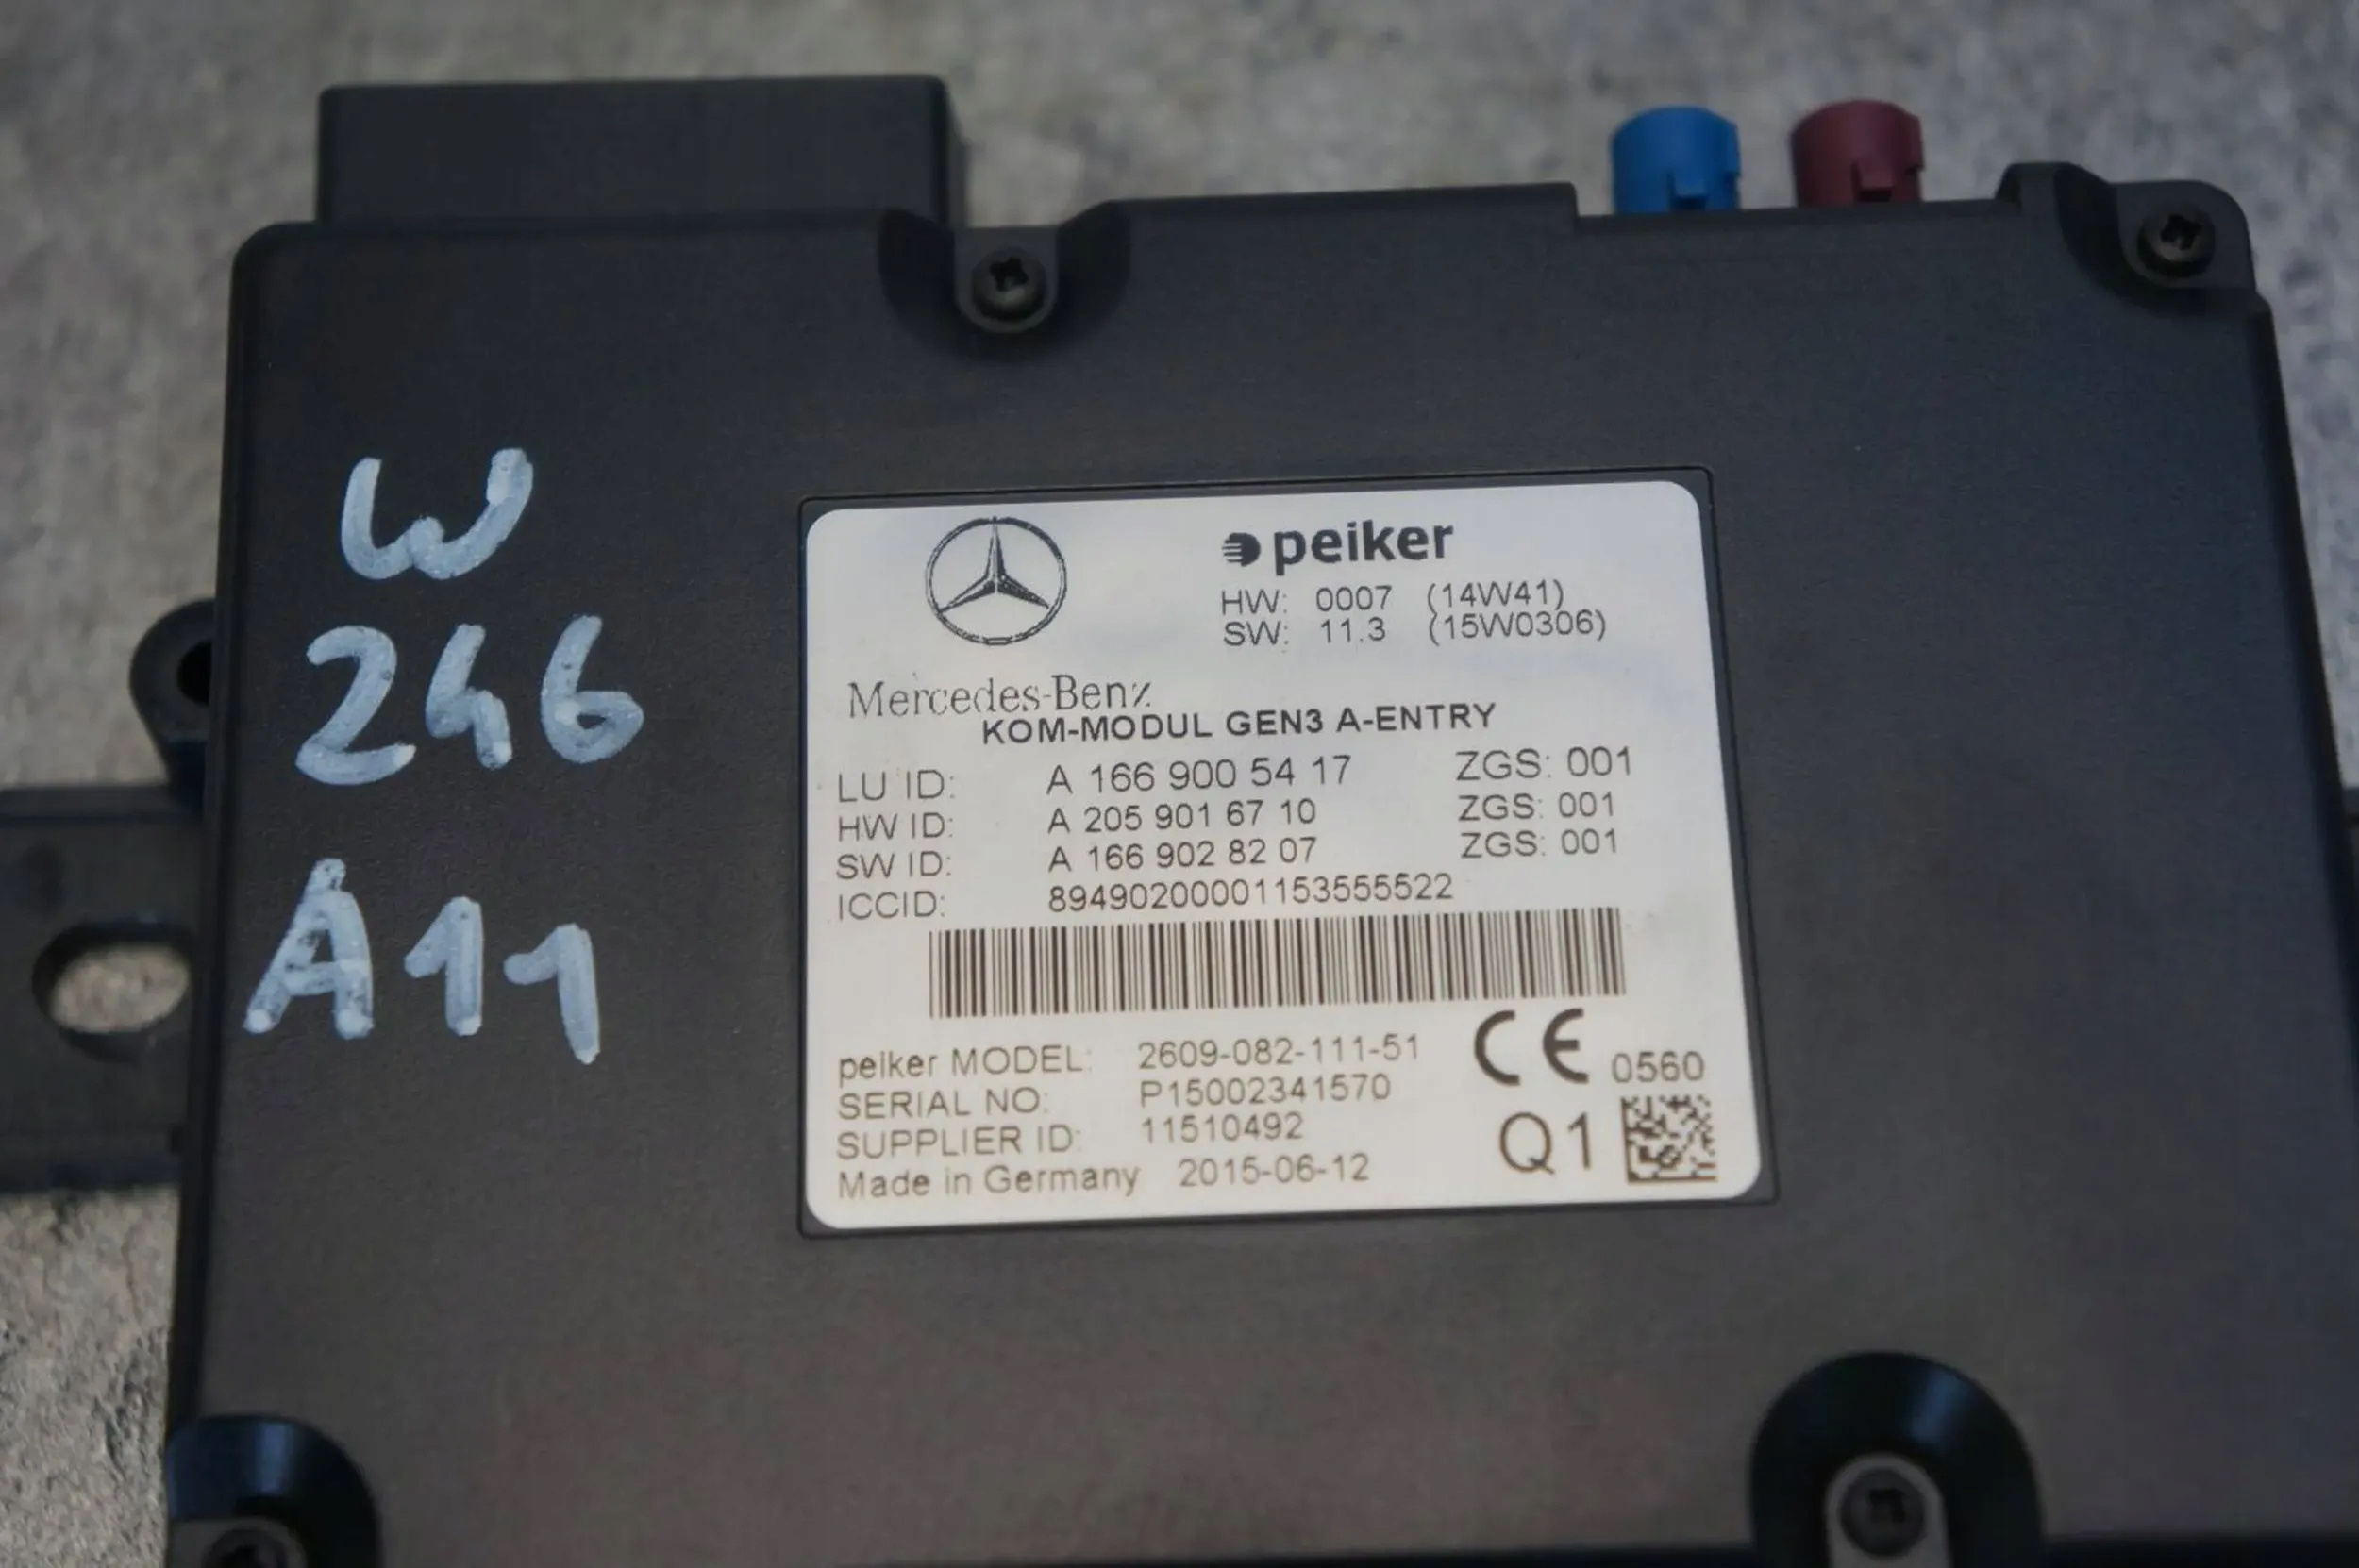 W
246
A11
peiker
HW: 0007 (14W41)
SW: 11.3 (15W0306)
Mercedes-Benz
KOM-MODUL GEN3 A-ENTRY
LU ID: A 166 900 54 17 ZGS: 001
HW ID: A 205 901 67 10 ZGS: 001
SW ID: A 166 902 82 07 ZGS: 001
ICCID: 89490200001153555522
peiker MODEL: 2609-082-111-51
SERIAL NO: P15002341570
SUPPLIER ID: 11510492
Made in Germany 2015-06-12
CE 0560
Q1